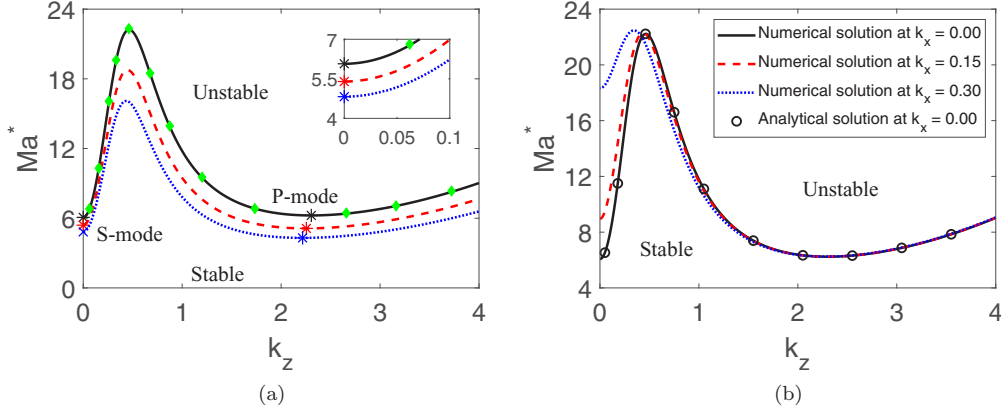 24
18
12
6
0
Ma*
0
1
2
3
4
k_z
Unstable
P-mode
S-mode
Stable
7
5.5
4
0
0.05
0.1
(a)
24
20
16
12
8
4
Ma*
0
1
2
3
4
k_z
Numerical solution at k_x = 0.00
Numerical solution at k_x = 0.15
Numerical solution at k_x = 0.30
Analytical solution at k_x = 0.00
Unstable
Stable
(b)